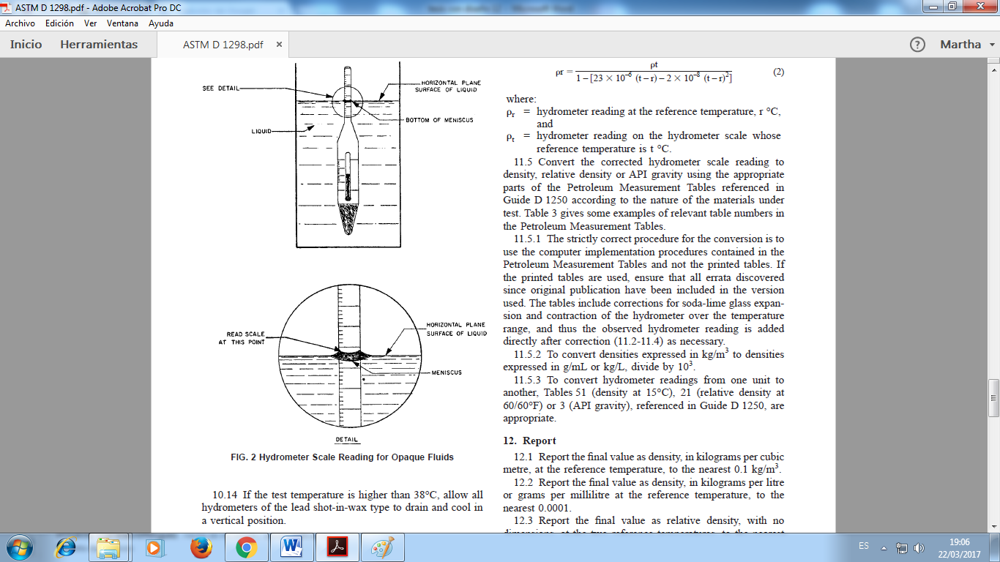 ASTM D 1298.pdf - Adobe Acrobat Pro DC
Archivo Edición Ver Ventana Ayuda
Inicio Herramientas ASTM D 1298.pdf × ? Martha
SEE DETAIL
HORIZONTAL PLANE
SURFACE OF LIQUID
BOTTOM OF MENISCUS
LIQUID
READ SCALE
AT THIS POINT
HORIZONTAL PLANE
SURFACE OF LIQUID
MENISCUS
DETAIL
FIG. 2 Hydrometer Scale Reading for Opaque Fluids
10.14 If the test temperature is higher than 38°C, allow all
hydrometers of the lead shot-in-wax type to drain and cool in
a vertical position.
ρr = ρt / 1 – [23 × 10⁻⁶ (t – r) – 2 × 10⁻⁸ (t – r)²] (2)
where:
ρr = hydrometer reading at the reference temperature, r °C,
and
ρt = hydrometer reading on the hydrometer scale whose
reference temperature is t °C.
11.5 Convert the corrected hydrometer scale reading to
density, relative density or API gravity using the appropriate
parts of the Petroleum Measurement Tables referenced in
Guide D 1250 according to the nature of the materials under
test. Table 3 gives some examples of relevant table numbers in
the Petroleum Measurement Tables.
11.5.1 The strictly correct procedure for the conversion is to
use the computer implementation procedures contained in the
Petroleum Measurement Tables and not the printed tables. If
the printed tables are used, ensure that all errata discovered
since original publication have been included in the version
used. The tables include corrections for soda-lime glass expan-
sion and contraction of the hydrometer over the temperature
range, and thus the observed hydrometer reading is added
directly after correction (11.2-11.4) as necessary.
11.5.2 To convert densities expressed in kg/m³ to densities
expressed in g/mL or kg/L, divide by 10³.
11.5.3 To convert hydrometer readings from one unit to
another, Tables 51 (density at 15°C), 21 (relative density at
60/60°F) or 3 (API gravity), referenced in Guide D 1250, are
appropriate.
12. Report
12.1 Report the final value as density, in kilograms per cubic
metre, at the reference temperature, to the nearest 0.1 kg/m³.
12.2 Report the final value as density, in kilograms per litre
or grams per millilitre at the reference temperature, to the
nearest 0.0001.
12.3 Report the final value as relative density, with no
ES
19:06
22/03/2017